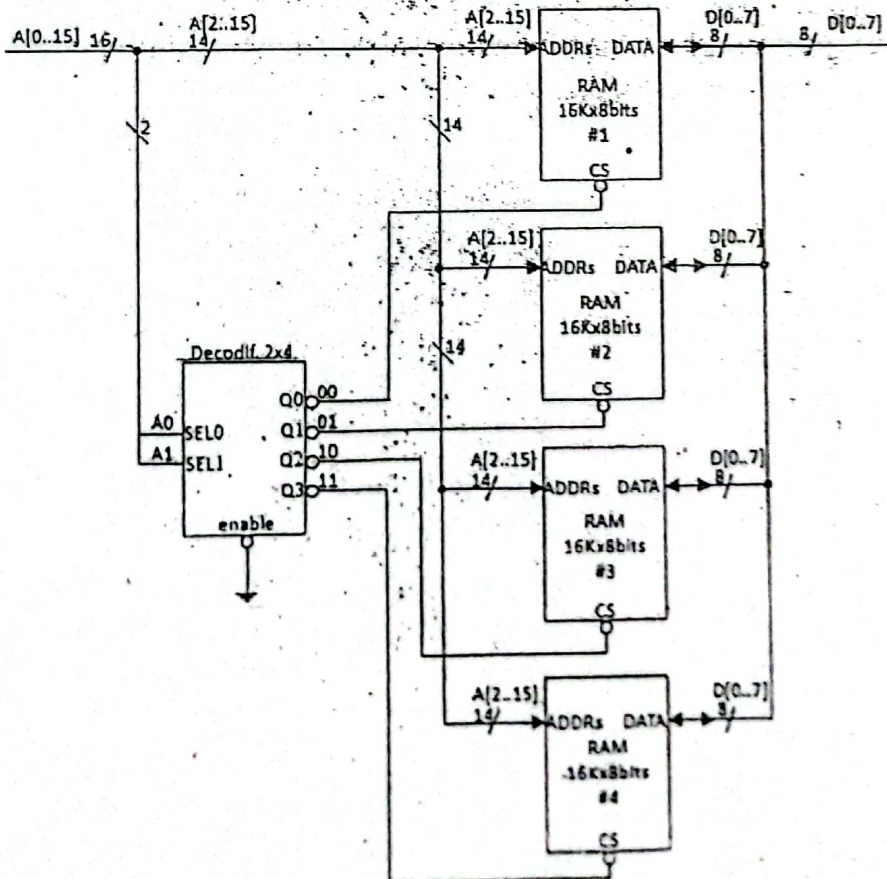 A[0..15] 16
A[2..15]
14
A[2..15]
14
D[0..7]
8
8 D[0..7]
ADDRs DATA
RAM
16Kx8bits
#1
CS
2
14
A[2..15]
14
D[0..7]
8
ADDRs DATA
RAM
16Kx8bits
#2
CS
14
Decodif. 2x4
Q0 00
Q1 01
Q2 10
Q3 11
A0 SEL0
A1 SEL1
enable
A[2..15]
14
D[0..7]
8
ADDRs DATA
RAM
16Kx8bits
#3
CS
A[2..15]
14
D[0..7]
8
ADDRs DATA
RAM
16Kx8bits
#4
CS